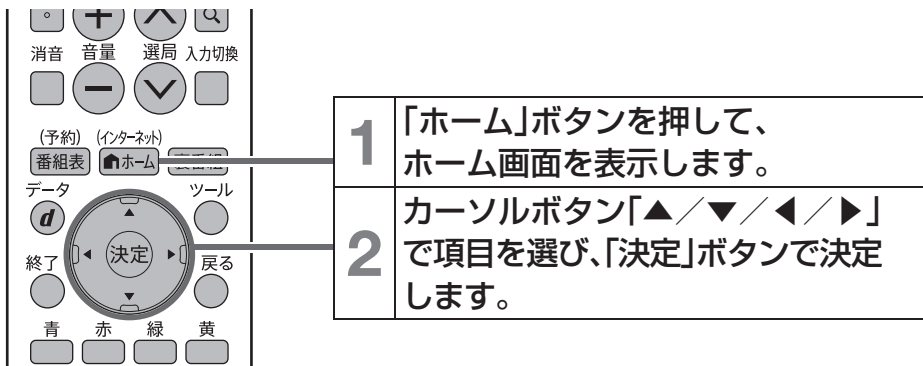 消音 音量 選局 入力切換
(予約) (インターネット)
番組表 ホーム 裏番組
データ ツール
d
決定
終了 戻る
青 赤 緑 黄
1 「ホーム」ボタンを押して、
ホーム画面を表示します。
2 カーソルボタン「▲／▼／◀／▶」
で項目を選び、「決定」ボタンで決定
します。